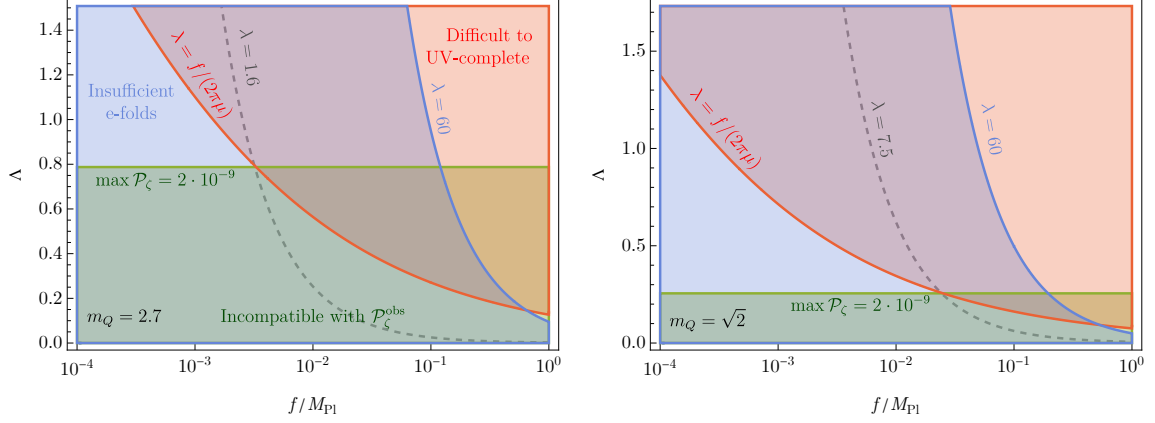 1.4
1.2
1.0
0.8
0.6
0.4
0.2
0.0
Λ
Insufficient
e-folds
λ = f/(2πμ)
λ = 1.6
λ = 60
Difficult to
UV-complete
max 𝒫_ζ = 2 · 10⁻⁹
m_Q = 2.7
Incompatible with 𝒫_ζ^obs
10⁻⁴
10⁻³
10⁻²
10⁻¹
10⁰
f/M_Pl
1.5
1.0
0.5
0.0
Λ
λ = f/(2πμ)
λ = 7.5
λ = 60
max 𝒫_ζ = 2 · 10⁻⁹
m_Q = √2
10⁻⁴
10⁻³
10⁻²
10⁻¹
10⁰
f/M_Pl